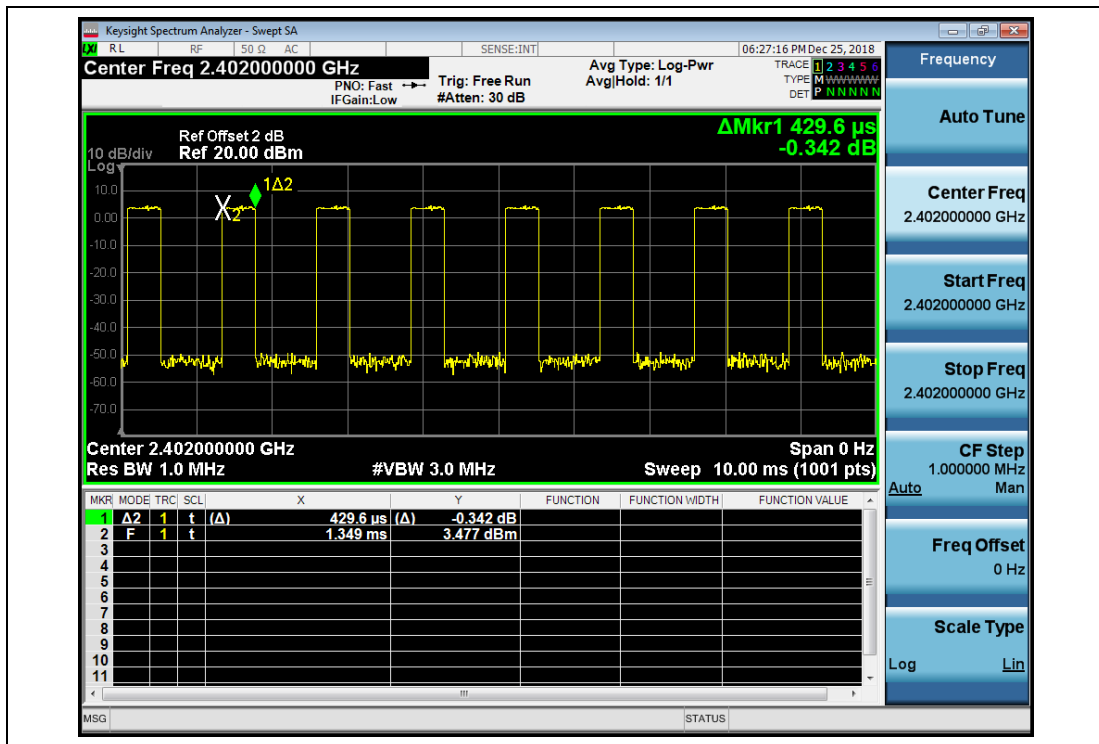 Keysight Spectrum Analyzer - Swept SA
RL RF 50 Ω AC SENSE:INT 06:27:16 PM Dec 25, 2018
Center Freq 2.402000000 GHz
PNO: Fast
IFGain:Low
Trig: Free Run
#Atten: 30 dB
Avg Type: Log-Pwr
Avg|Hold: 1/1
TRACE 1 2 3 4 5 6
TYPE M WWWWW
DET P N N N N N
Ref Offset 2 dB
Ref 20.00 dBm
10 dB/div
Log
ΔMkr1 429.6 µs
-0.342 dB
10.0
0.00
-10.0
-20.0
-30.0
-40.0
-50.0
-60.0
-70.0
1Δ2
X2
Center 2.402000000 GHz Span 0 Hz
Res BW 1.0 MHz #VBW 3.0 MHz Sweep 10.00 ms (1001 pts)
MKR MODE TRC SCL X Y FUNCTION FUNCTION WIDTH FUNCTION VALUE
1 Δ2 1 t (Δ) 429.6 µs (Δ) -0.342 dB
2 F 1 t 1.349 ms 3.477 dBm
3
4
5
6
7
8
9
10
11
MSG STATUS
Frequency
Auto Tune
Center Freq
2.402000000 GHz
Start Freq
2.402000000 GHz
Stop Freq
2.402000000 GHz
CF Step
1.000000 MHz
Auto Man
Freq Offset
0 Hz
Scale Type
Log Lin